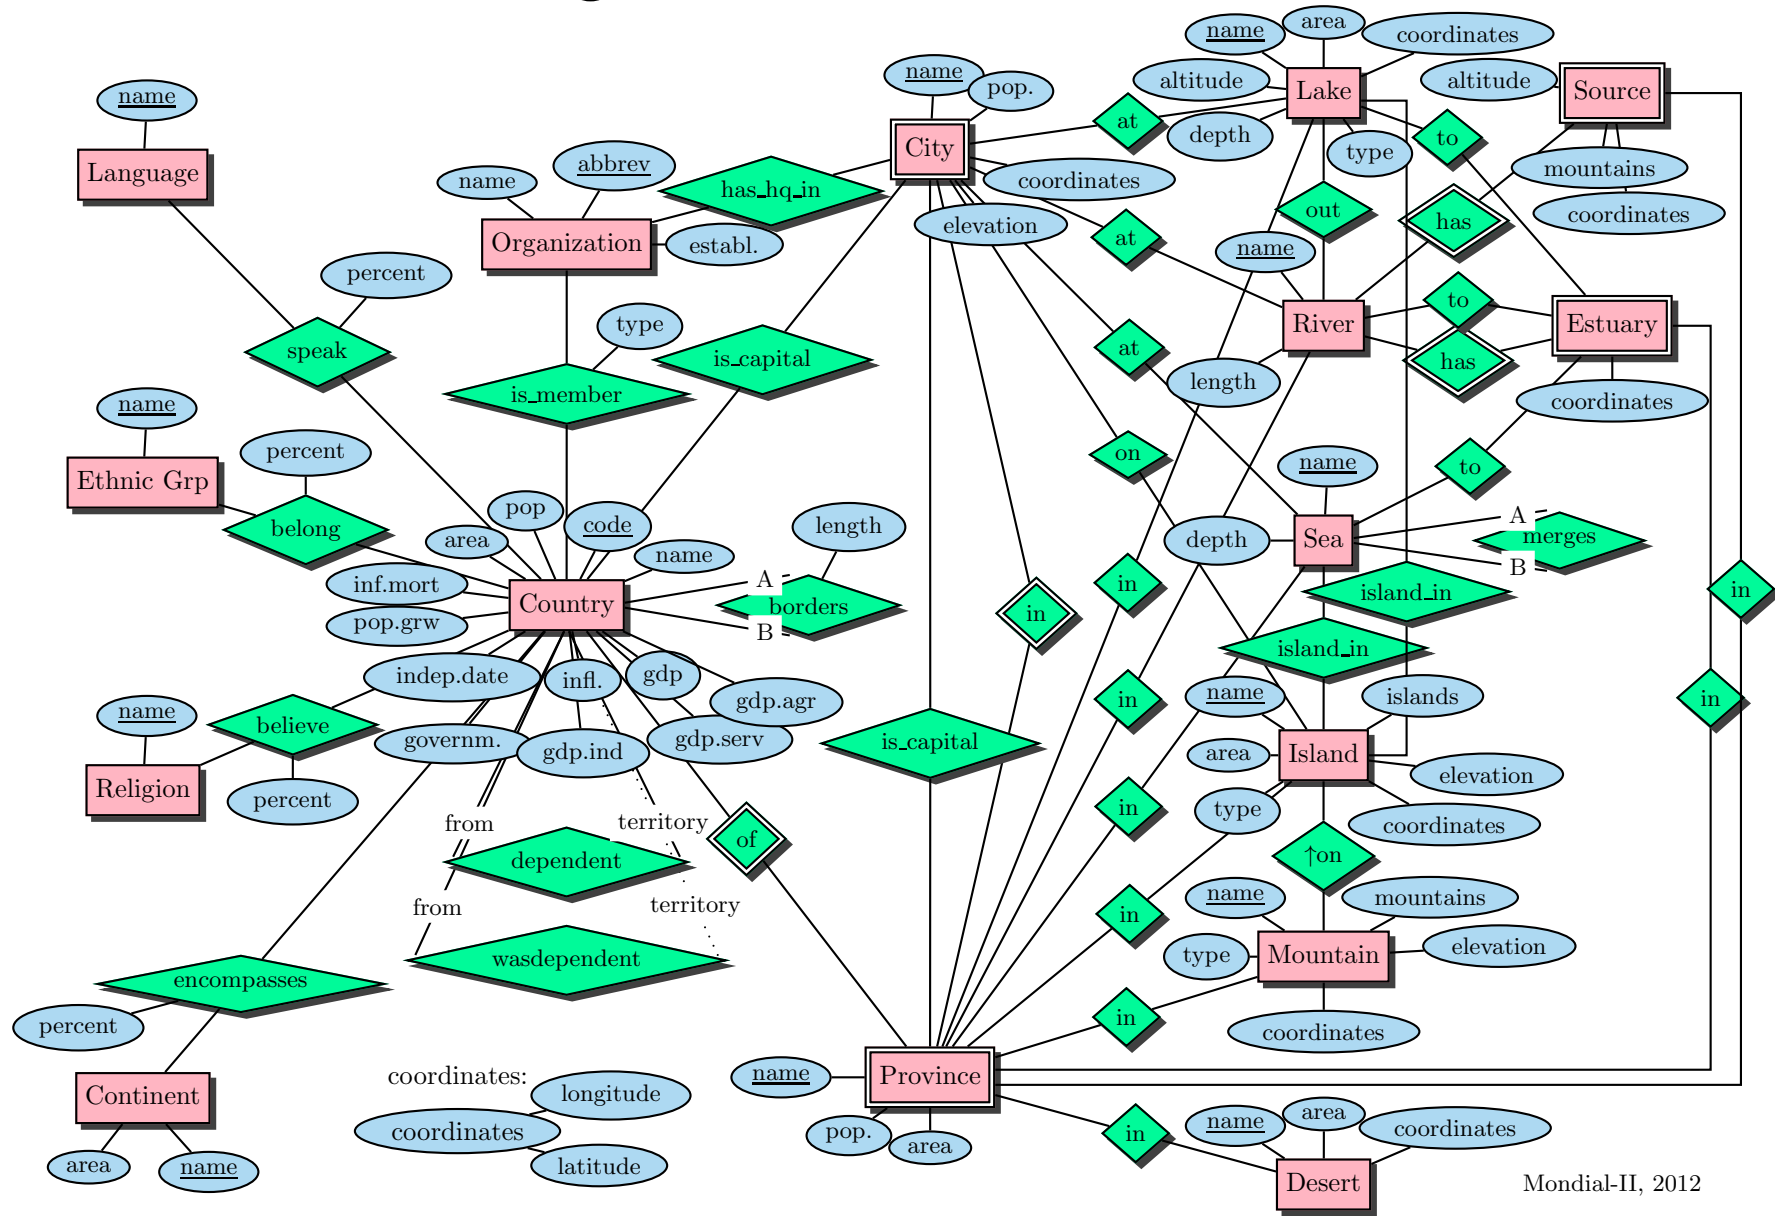 name
area
coordinates
Lake
altitude
depth
type
altitude
Source
mountains
coordinates
name
pop.
City
coordinates
elevation
at
to
has
out
at
name
Language
name
abbrev
Organization
establ.
has_hq_in
percent
speak
type
is_member
is_capital
name
River
length
to
has
Estuary
coordinates
at
on
to
name
Ethnic Grp
percent
belong
pop
code
area
name
inf.mort
Country
pop.grw
length
A
borders
B
name
depth
Sea
A
merges
B
in
in
in
island_in
island_in
indep.date
infl.
gdp
gdp.agr
governm.
gdp.ind
gdp.serv
name
believe
Religion
percent
is_capital
in
in
name
islands
area
Island
elevation
type
coordinates
in
from
territory
of
dependent
from
territory
wasdependent
↑on
in
name
mountains
type
Mountain
elevation
coordinates
in
encompasses
percent
Continent
area
name
coordinates:
longitude
coordinates
latitude
name
Province
pop.
area
in
name
area
coordinates
Desert
Mondial-II, 2012